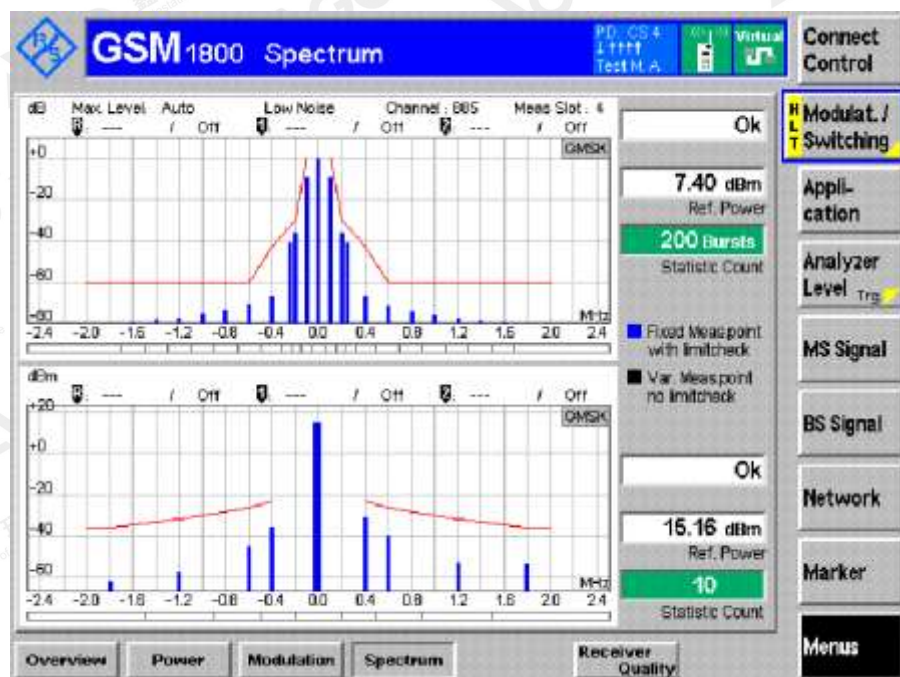 R&S
GSM 1800 Spectrum
PD. CS4
Test M. A
Virtual
Connect Control
dB Max. Level Auto Low Noise Channel : 885 Meas Slot : 4
--- / Off --- / Off --- / Off
GMSK
+0
-20
-40
-60
-80
MHz
-2.4 -2.0 -1.6 -1.2 -0.8 -0.4 0.0 0.4 0.8 1.2 1.6 2.0 2.4
Ok
7.40 dBm
Ref. Power
200 Bursts
Statistic Count
Fixed Meas.point
with limitcheck
Var. Meas.point
no limitcheck
dBm
--- / Off --- / Off --- / Off
GMSK
+20
+0
-20
-40
-60
MHz
-2.4 -2.0 -1.6 -1.2 -0.8 -0.4 0.0 0.4 0.8 1.2 1.6 2.0 2.4
Ok
15.16 dBm
Ref. Power
10
Statistic Count
HLT
Modulat. /
Switching
Appli-
cation
Analyzer
Level Trg
MS Signal
BS Signal
Network
Marker
Menus
Overview Power Modulation Spectrum Receiver
Quality